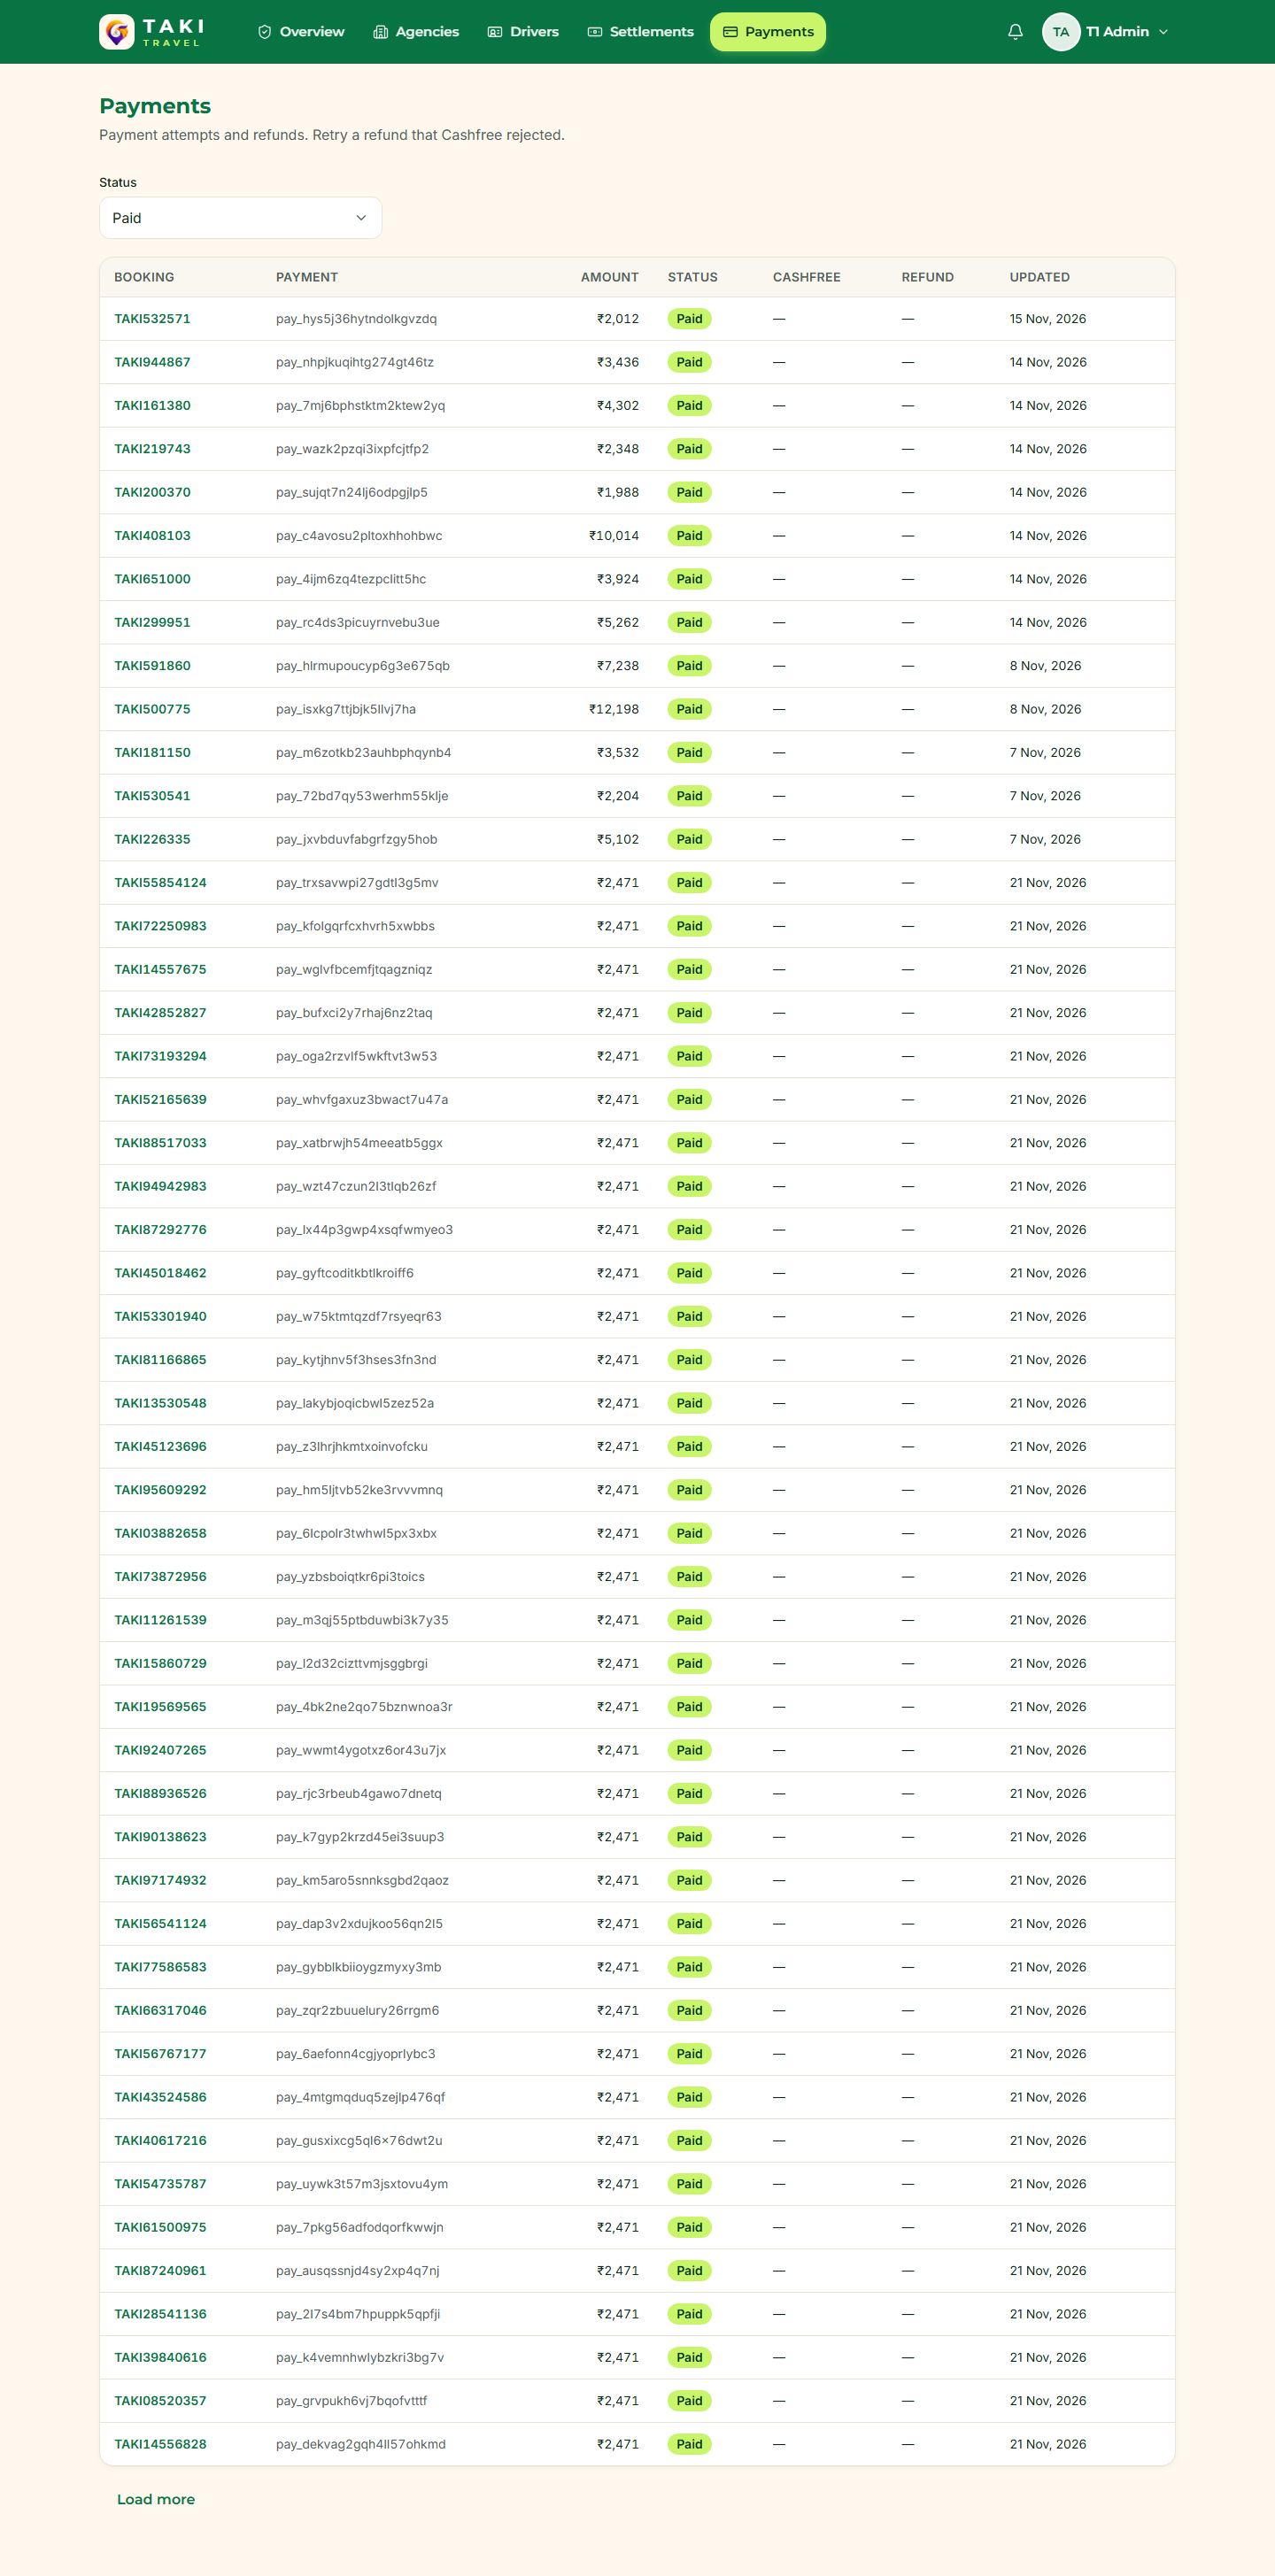 TAKI
TRAVEL
Overview Agencies Drivers Settlements Payments
TA T1 Admin
Payments
Payment attempts and refunds. Retry a refund that Cashfree rejected.
Status
Paid
BOOKING PAYMENT AMOUNT STATUS CASHFREE REFUND UPDATED
TAKI532571 pay_hys5j36hytndolkgvzdq ₹2,012 Paid — — 15 Nov, 2026
TAKI944867 pay_nhpjkuqihtg274gt46tz ₹3,436 Paid — — 14 Nov, 2026
TAKI161380 pay_7mj6bphstktm2ktew2yq ₹4,302 Paid — — 14 Nov, 2026
TAKI219743 pay_wazk2pzqi3ixpfcjtfp2 ₹2,348 Paid — — 14 Nov, 2026
TAKI200370 pay_sujqt7n24lj6odpgjlp5 ₹1,988 Paid — — 14 Nov, 2026
TAKI408103 pay_c4avosu2pltoxhhohbwc ₹10,014 Paid — — 14 Nov, 2026
TAKI651000 pay_4ijm6zq4tezpclitt5hc ₹3,924 Paid — — 14 Nov, 2026
TAKI299951 pay_rc4ds3picuyrnvebu3ue ₹5,262 Paid — — 14 Nov, 2026
TAKI591860 pay_hlrmupoucyp6g3e675qb ₹7,238 Paid — — 8 Nov, 2026
TAKI500775 pay_isxkg7ttjbjk5llvj7ha ₹12,198 Paid — — 8 Nov, 2026
TAKI181150 pay_m6zotkb23auhbphqynb4 ₹3,532 Paid — — 7 Nov, 2026
TAKI530541 pay_72bd7qy53werhm55klje ₹2,204 Paid — — 7 Nov, 2026
TAKI226335 pay_jxvbduvfabgrfzgy5hob ₹5,102 Paid — — 7 Nov, 2026
TAKI55854124 pay_trxsavwpi27gdtl3g5mv ₹2,471 Paid — — 21 Nov, 2026
TAKI72250983 pay_kfolgqrfcxhvrh5xwbbs ₹2,471 Paid — — 21 Nov, 2026
TAKI14557675 pay_wglvfbcemfjtqagzniqz ₹2,471 Paid — — 21 Nov, 2026
TAKI42852827 pay_bufxci2y7rhaj6nz2taq ₹2,471 Paid — — 21 Nov, 2026
TAKI73193294 pay_oga2rzvlf5wkftvt3w53 ₹2,471 Paid — — 21 Nov, 2026
TAKI52165639 pay_whvfgaxuz3bwact7u47a ₹2,471 Paid — — 21 Nov, 2026
TAKI88517033 pay_xatbrwjh54meeatb5ggx ₹2,471 Paid — — 21 Nov, 2026
TAKI94942983 pay_wzt47czun2l3tlqb26zf ₹2,471 Paid — — 21 Nov, 2026
TAKI87292776 pay_lx44p3gwp4xsqfwmyeo3 ₹2,471 Paid — — 21 Nov, 2026
TAKI45018462 pay_gyftcoditkbtlkroiff6 ₹2,471 Paid — — 21 Nov, 2026
TAKI53301940 pay_w75ktmtqzdf7rsyeqr63 ₹2,471 Paid — — 21 Nov, 2026
TAKI81166865 pay_kytjhnv5f3hses3fn3nd ₹2,471 Paid — — 21 Nov, 2026
TAKI13530548 pay_lakybjoqicbwl5zez52a ₹2,471 Paid — — 21 Nov, 2026
TAKI45123696 pay_z3lhrjhkmtxoinvofcku ₹2,471 Paid — — 21 Nov, 2026
TAKI95609292 pay_hm5ljtvb52ke3rvvvmnq ₹2,471 Paid — — 21 Nov, 2026
TAKI03882658 pay_6lcpolr3twhwl5px3xbx ₹2,471 Paid — — 21 Nov, 2026
TAKI73872956 pay_yzbsboiqtkr6pi3toics ₹2,471 Paid — — 21 Nov, 2026
TAKI11261539 pay_m3qj55ptbduwbi3k7y35 ₹2,471 Paid — — 21 Nov, 2026
TAKI15860729 pay_l2d32cizttvmjsggbrgi ₹2,471 Paid — — 21 Nov, 2026
TAKI19569565 pay_4bk2ne2qo75bznwnoa3r ₹2,471 Paid — — 21 Nov, 2026
TAKI92407265 pay_wwmt4ygotxz6or43u7jx ₹2,471 Paid — — 21 Nov, 2026
TAKI88936526 pay_rjc3rbeub4gawo7dnetq ₹2,471 Paid — — 21 Nov, 2026
TAKI90138623 pay_k7gyp2krzd45ei3suup3 ₹2,471 Paid — — 21 Nov, 2026
TAKI97174932 pay_km5aro5snnksgbd2qaoz ₹2,471 Paid — — 21 Nov, 2026
TAKI56541124 pay_dap3v2xdujkoo56qn2l5 ₹2,471 Paid — — 21 Nov, 2026
TAKI77586583 pay_gybblkbiioygzmyxy3mb ₹2,471 Paid — — 21 Nov, 2026
TAKI66317046 pay_zqr2zbuuelury26rrgm6 ₹2,471 Paid — — 21 Nov, 2026
TAKI56767177 pay_6aefonn4cgjyoprlybc3 ₹2,471 Paid — — 21 Nov, 2026
TAKI43524586 pay_4mtgmqduq5zejlp476qf ₹2,471 Paid — — 21 Nov, 2026
TAKI40617216 pay_gusxixcg5ql6x76dwt2u ₹2,471 Paid — — 21 Nov, 2026
TAKI54735787 pay_uywk3t57m3jsxtovu4ym ₹2,471 Paid — — 21 Nov, 2026
TAKI61500975 pay_7pkg56adfodqorfkwwjn ₹2,471 Paid — — 21 Nov, 2026
TAKI87240961 pay_ausqssnjd4sy2xp4q7nj ₹2,471 Paid — — 21 Nov, 2026
TAKI28541136 pay_2l7s4bm7hpuppk5qpfji ₹2,471 Paid — — 21 Nov, 2026
TAKI39840616 pay_k4vemnhwlybzkri3bg7v ₹2,471 Paid — — 21 Nov, 2026
TAKI08520357 pay_grvpukh6vj7bqofvtttf ₹2,471 Paid — — 21 Nov, 2026
TAKI14556828 pay_dekvag2gqh4ll57ohkmd ₹2,471 Paid — — 21 Nov, 2026
Load more